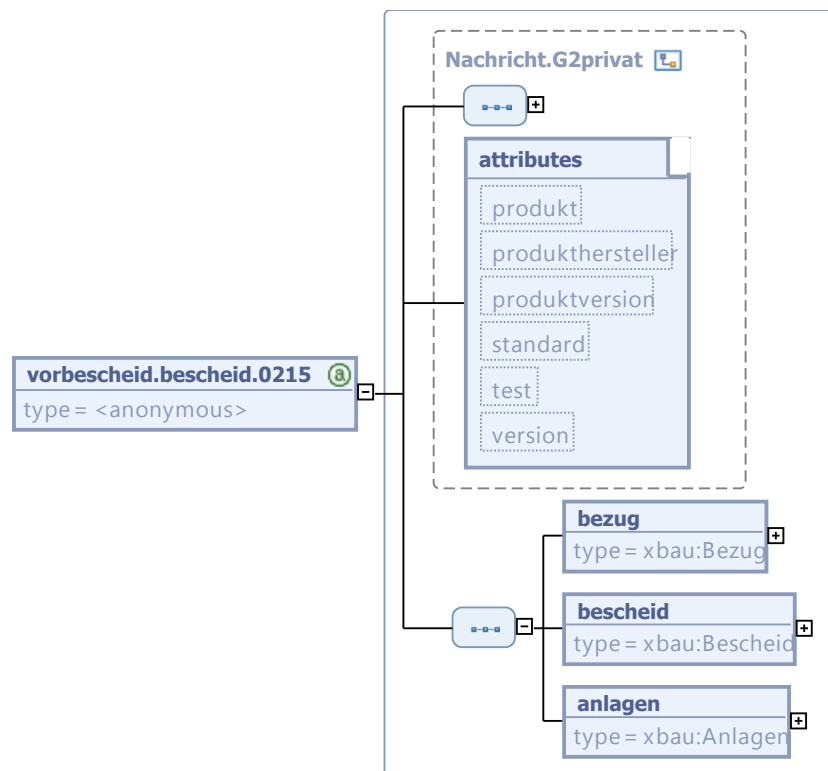 Nachricht.G2privat
attributes
produkt
produkthersteller
produktversion
standard
test
version
vorbescheid.bescheid.0215 a
type = <anonymous>
bezug
type = xbau:Bezug
bescheid
type = xbau:Bescheid
anlagen
type = xbau:Anlagen